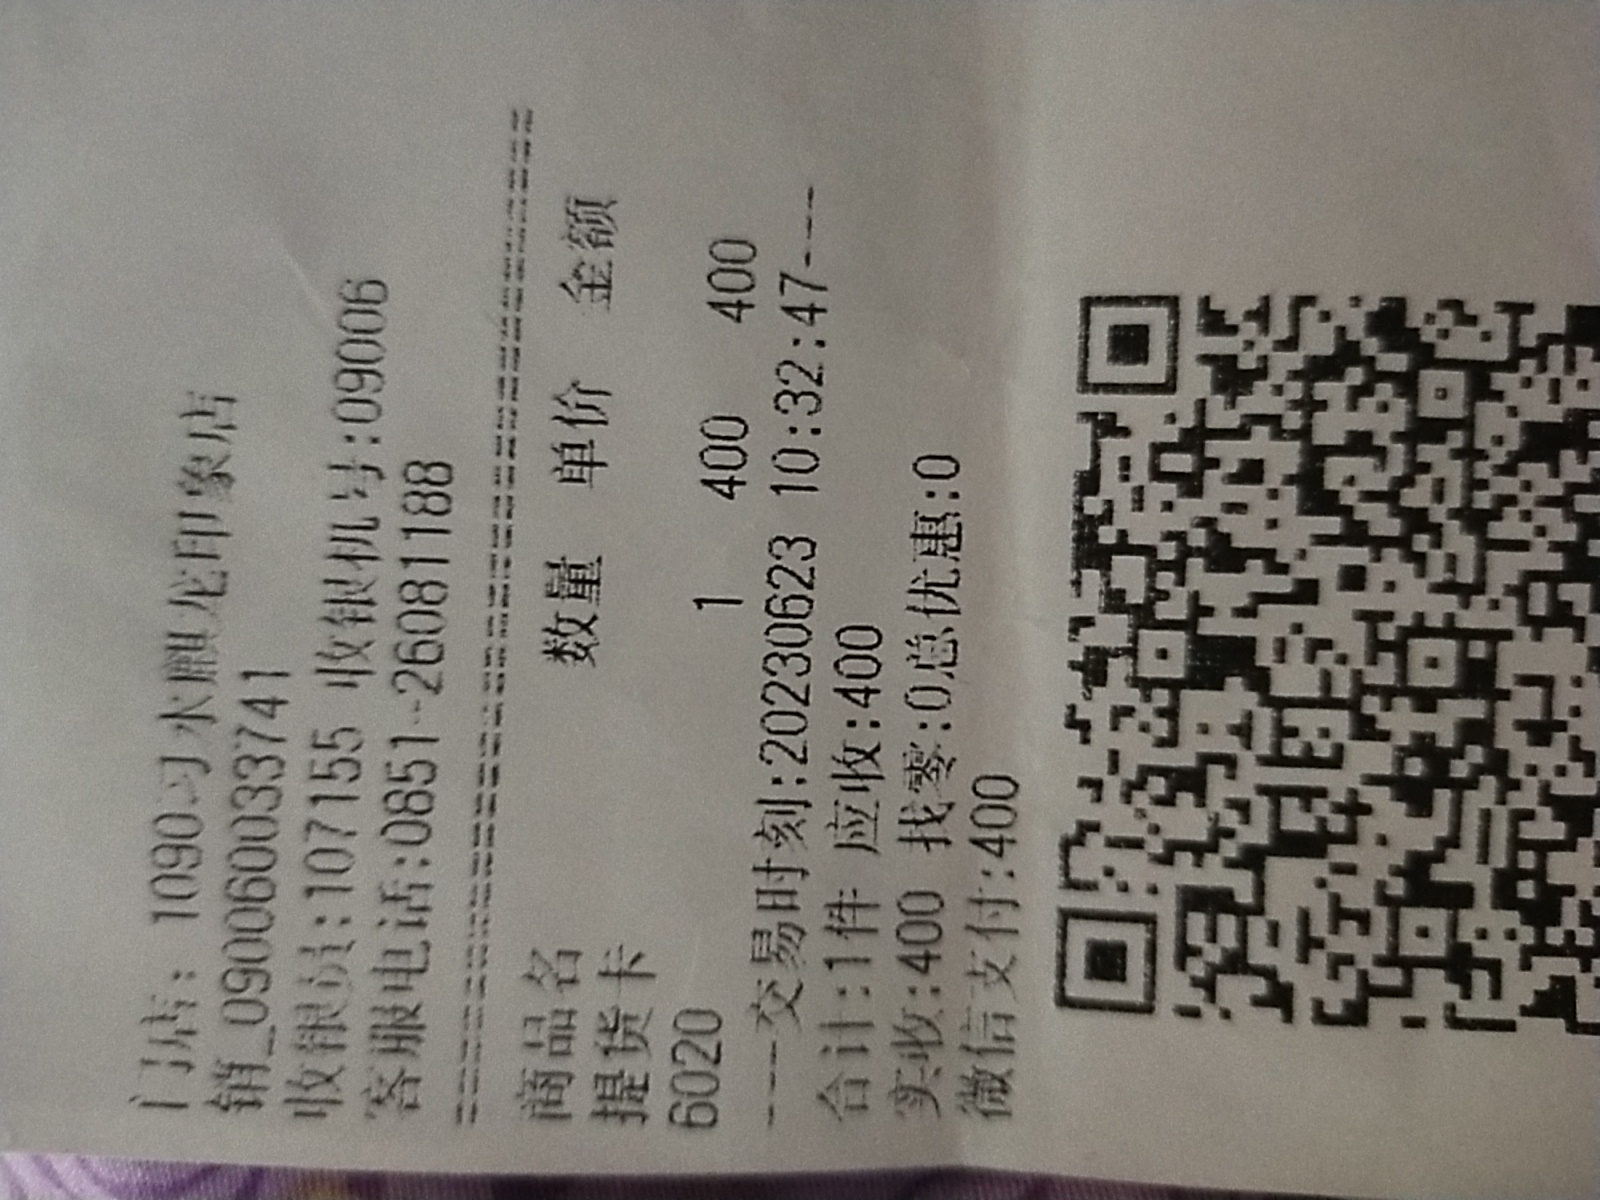 门店: 1090习水麒龙印象店
销_090060033741
收银员:107155 收银机号:09006
客服电话:0851-26081188
================================
商品名 数量 单价 金额
提货卡
6020 1 400 400
----交易时刻:20230623 10:32:47----
合计:1件 应收:400
实收:400 找零:0总优惠:0
微信支付:400